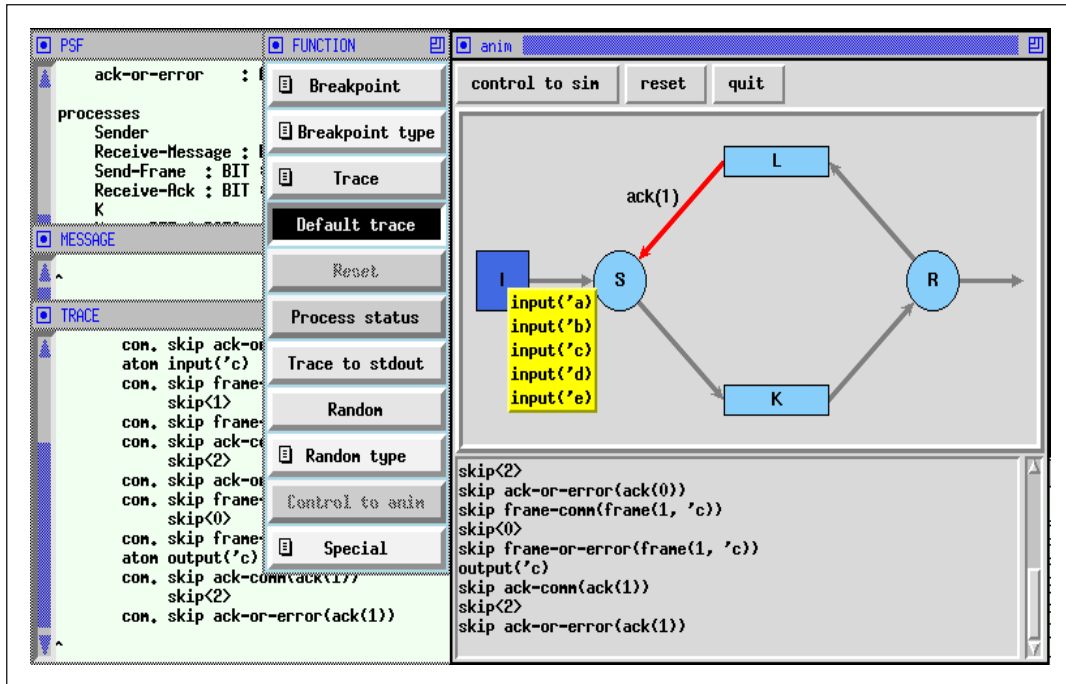 PSF
ack-or-error :
processes
Sender
Receive-Message :
Send-Frame : BIT
Receive-Ack : BIT
K
MESSAGE
^
TRACE
com. skip ack-o
atom input('c)
com. skip frame-
skip<1>
com. skip frame-
com. skip ack-c
skip<2>
com. skip ack-o
com. skip frame-
skip<0>
com. skip frame-
atom output('c)
com. skip ack-comm(ack(1))
skip<2>
com. skip ack-or-error(ack(1))
^
FUNCTION
Breakpoint
Breakpoint type
Trace
Default trace
Reset
Process status
Trace to stdout
Random
Random type
Control to anim
Special
anim
control to sim reset quit
L
ack(1)
I S R
input('a)
input('b)
input('c)
input('d)
input('e)
K
skip<2>
skip ack-or-error(ack(0))
skip frame-comm(frame(1, 'c))
skip<0>
skip frame-or-error(frame(1, 'c))
output('c)
skip ack-comm(ack(1))
skip<2>
skip ack-or-error(ack(1))